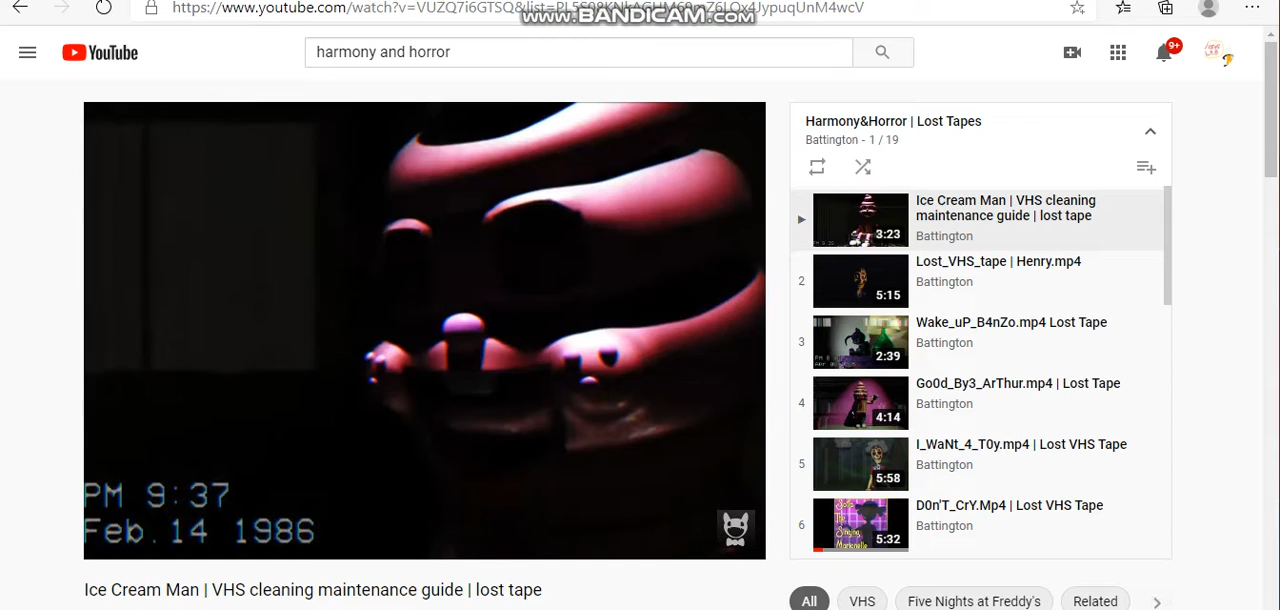 https://www.youtube.com/watch?v=VUZQ7i6GTSQ&list=
www.BANDICAM.com
YouTube
harmony and horror
9+
Harmony&Horror | Lost Tapes
Battington - 1 / 19
Ice Cream Man | VHS cleaning
maintenance guide | lost tape
Battington
3:23
2
Lost_VHS_tape | Henry.mp4
Battington
5:15
3
Wake_uP_B4nZo.mp4 Lost Tape
Battington
2:39
4
Go0d_By3_ArThur.mp4 | Lost Tape
Battington
4:14
5
I_WaNt_4_T0y.mp4 | Lost VHS Tape
Battington
5:58
6
D0n'T_CrY.Mp4 | Lost VHS Tape
Battington
The
Singing
5:32
PM 9:37
Feb.14 1986
Ice Cream Man | VHS cleaning maintenance guide | lost tape
All
VHS
Five Nights at Freddy's
Related